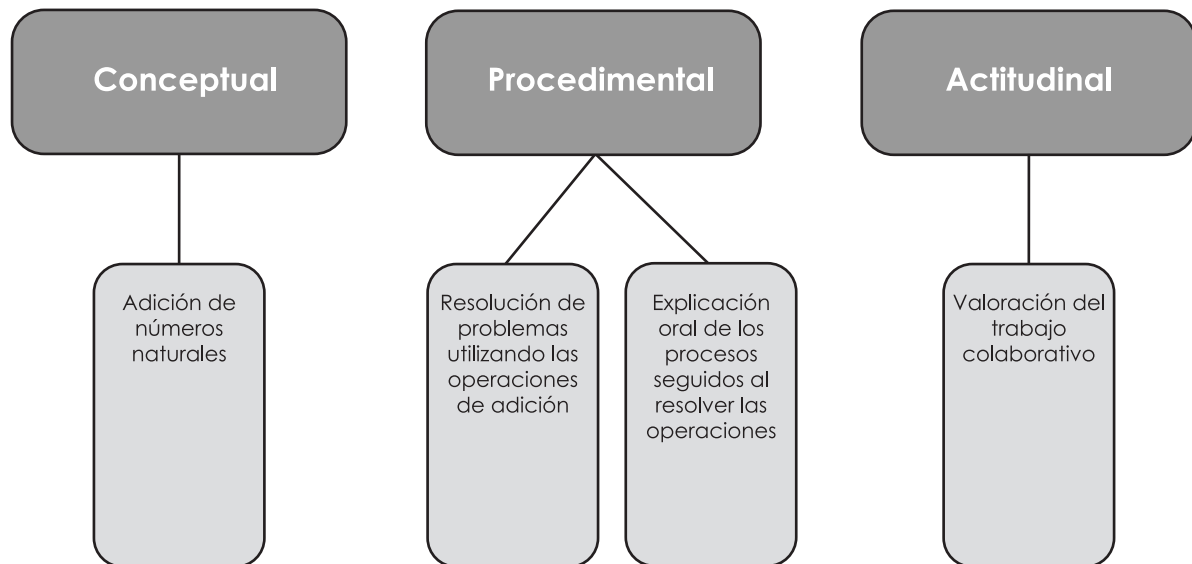 Conceptual
Procedimental
Actitudinal
Adición de
números
naturales
Resolución de
problemas
utilizando las
operaciones
de adición
Explicación
oral de los
procesos
seguidos al
resolver las
operaciones
Valoración del
trabajo
colaborativo